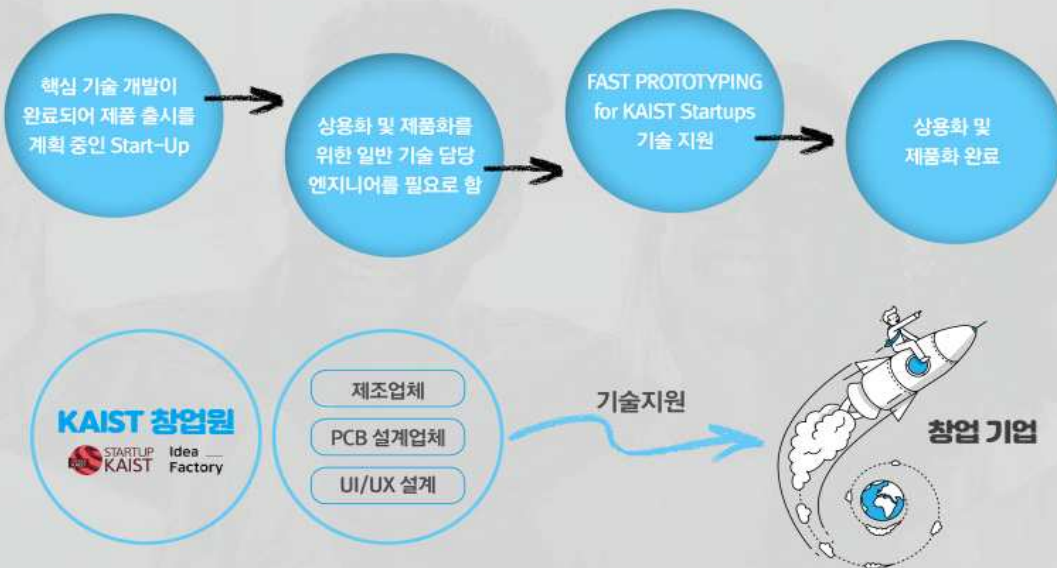 핵심 기술 개발이
완료되어 제품 출시를
계획 중인 Start-Up
상용화 및 제품화를
위한 일반 기술 담당
엔지니어를 필요로 함
FAST PROTOTYPING
for KAIST Startups
기술 지원
상용화 및
제품화 완료
KAIST 창업원
STARTUP
KAIST
Idea
Factory
제조업체
PCB 설계업체
UI/UX 설계
기술지원
창업 기업